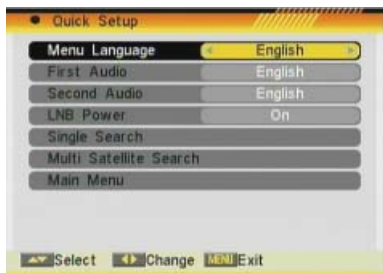 Quick Setup
Menu Language English
First Audio English
Second Audio English
LNB Power On
Single Search
Multi Satellite Search
Main Menu
Select Change MENU Exit